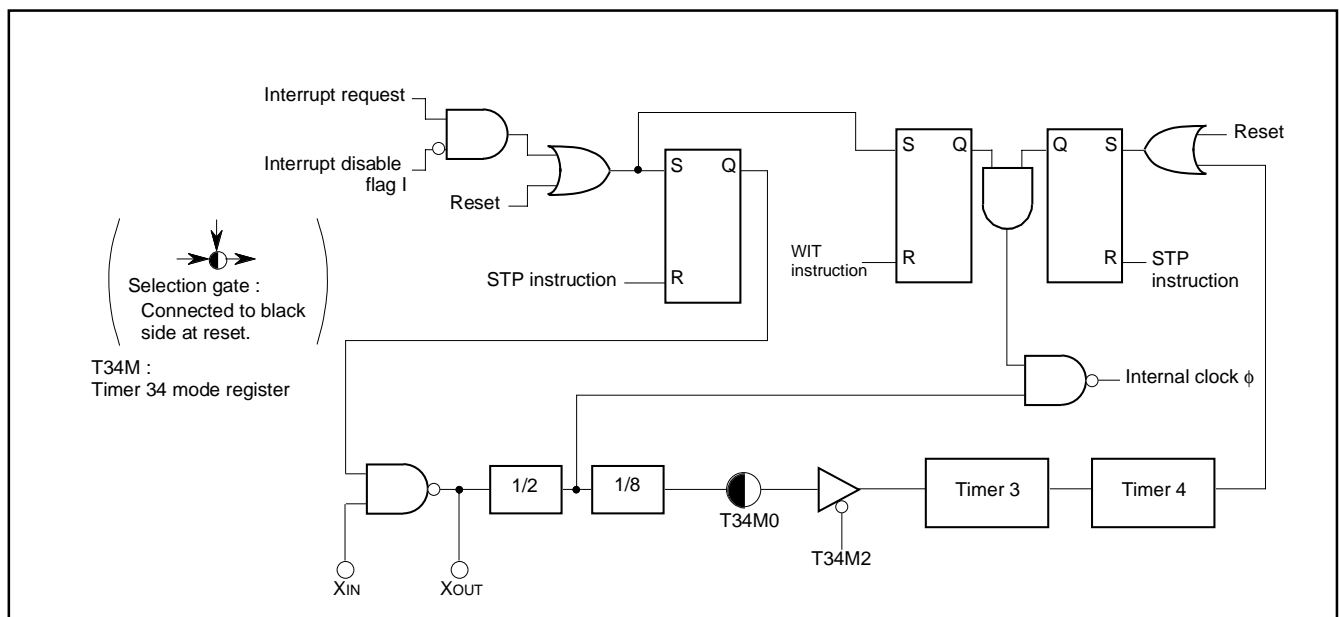 Interrupt request
Interrupt disable
flag I
Reset
S
Q
R
STP instruction
S
Q
R
WIT
instruction
Q
S
R
Reset
STP
instruction
Selection gate :
Connected to black
side at reset.
T34M :
Timer 34 mode register
Internal clock ϕ
1/2
1/8
T34M0
T34M2
Timer 3
Timer 4
XIN
XOUT